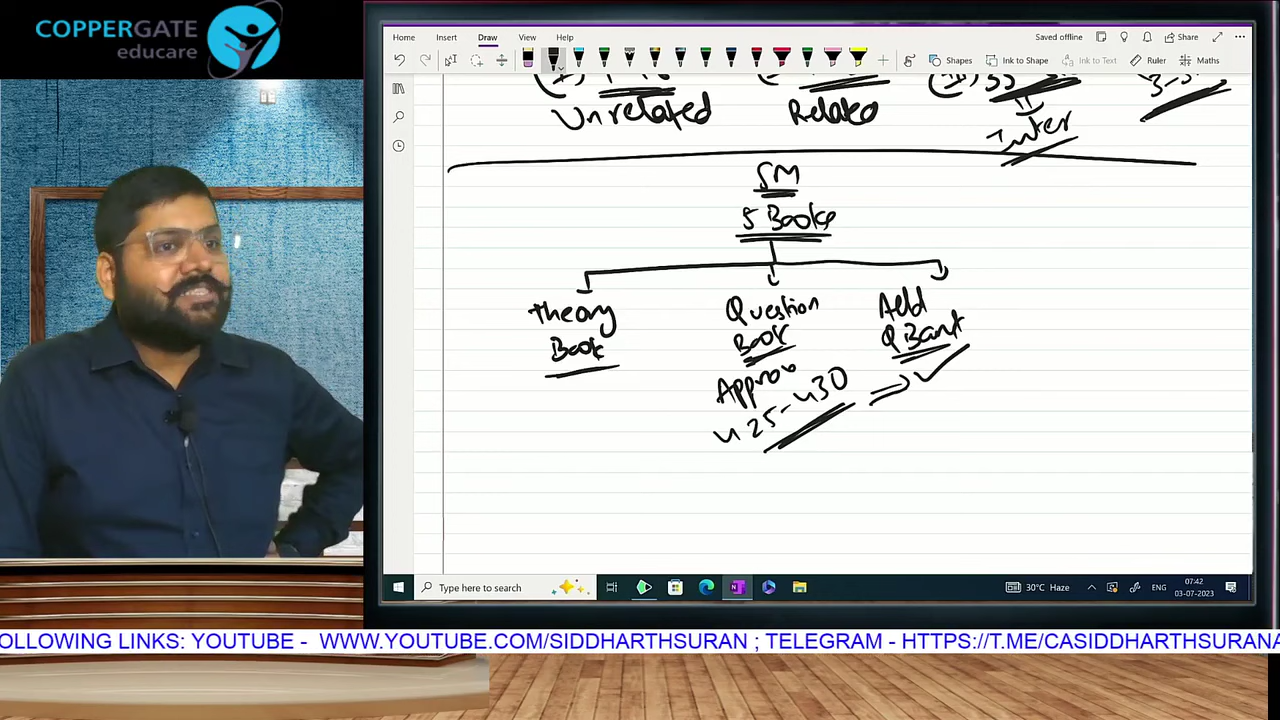 COPPERGATE
educare
Home Insert Draw View Help
Saved offline
Share
Shapes
Ink to Shape
Ink to Text
Ruler
Maths
Unrelated
Related
Inter
SM
5 Books
Theory
Book
Question
Book
Approx
425-430
Add
Q Bank
Type here to search
30°C Haze
ENG
07:42
03-07-2023
OLLOWING LINKS: YOUTUBE - WWW.YOUTUBE.COM/SIDDHARTHSURAN ; TELEGRAM - HTTPS://T.ME/CASIDDHARTHSURANA